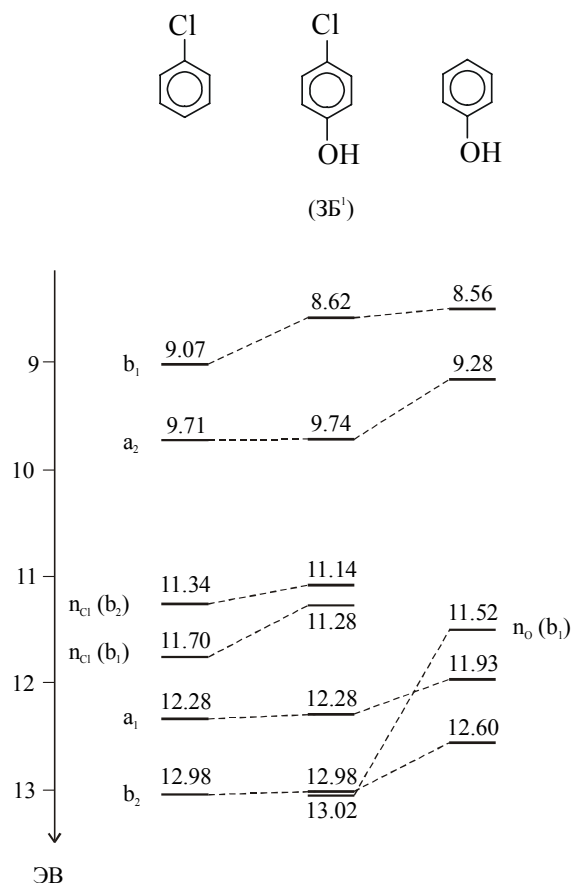 Cl Cl
OH OH
(3Б¹)
8.62 8.56
9 9.07 9.28
b₁
9.71 9.74
a₂
10
11 11.34 11.14
n_Cl (b₂) 11.28 11.52 n_O (b₁)
n_Cl (b₁) 11.70
11.93
12 12.28 12.28
a₁ 12.60
13 12.98 12.98
b₂ 13.02
ЭВ